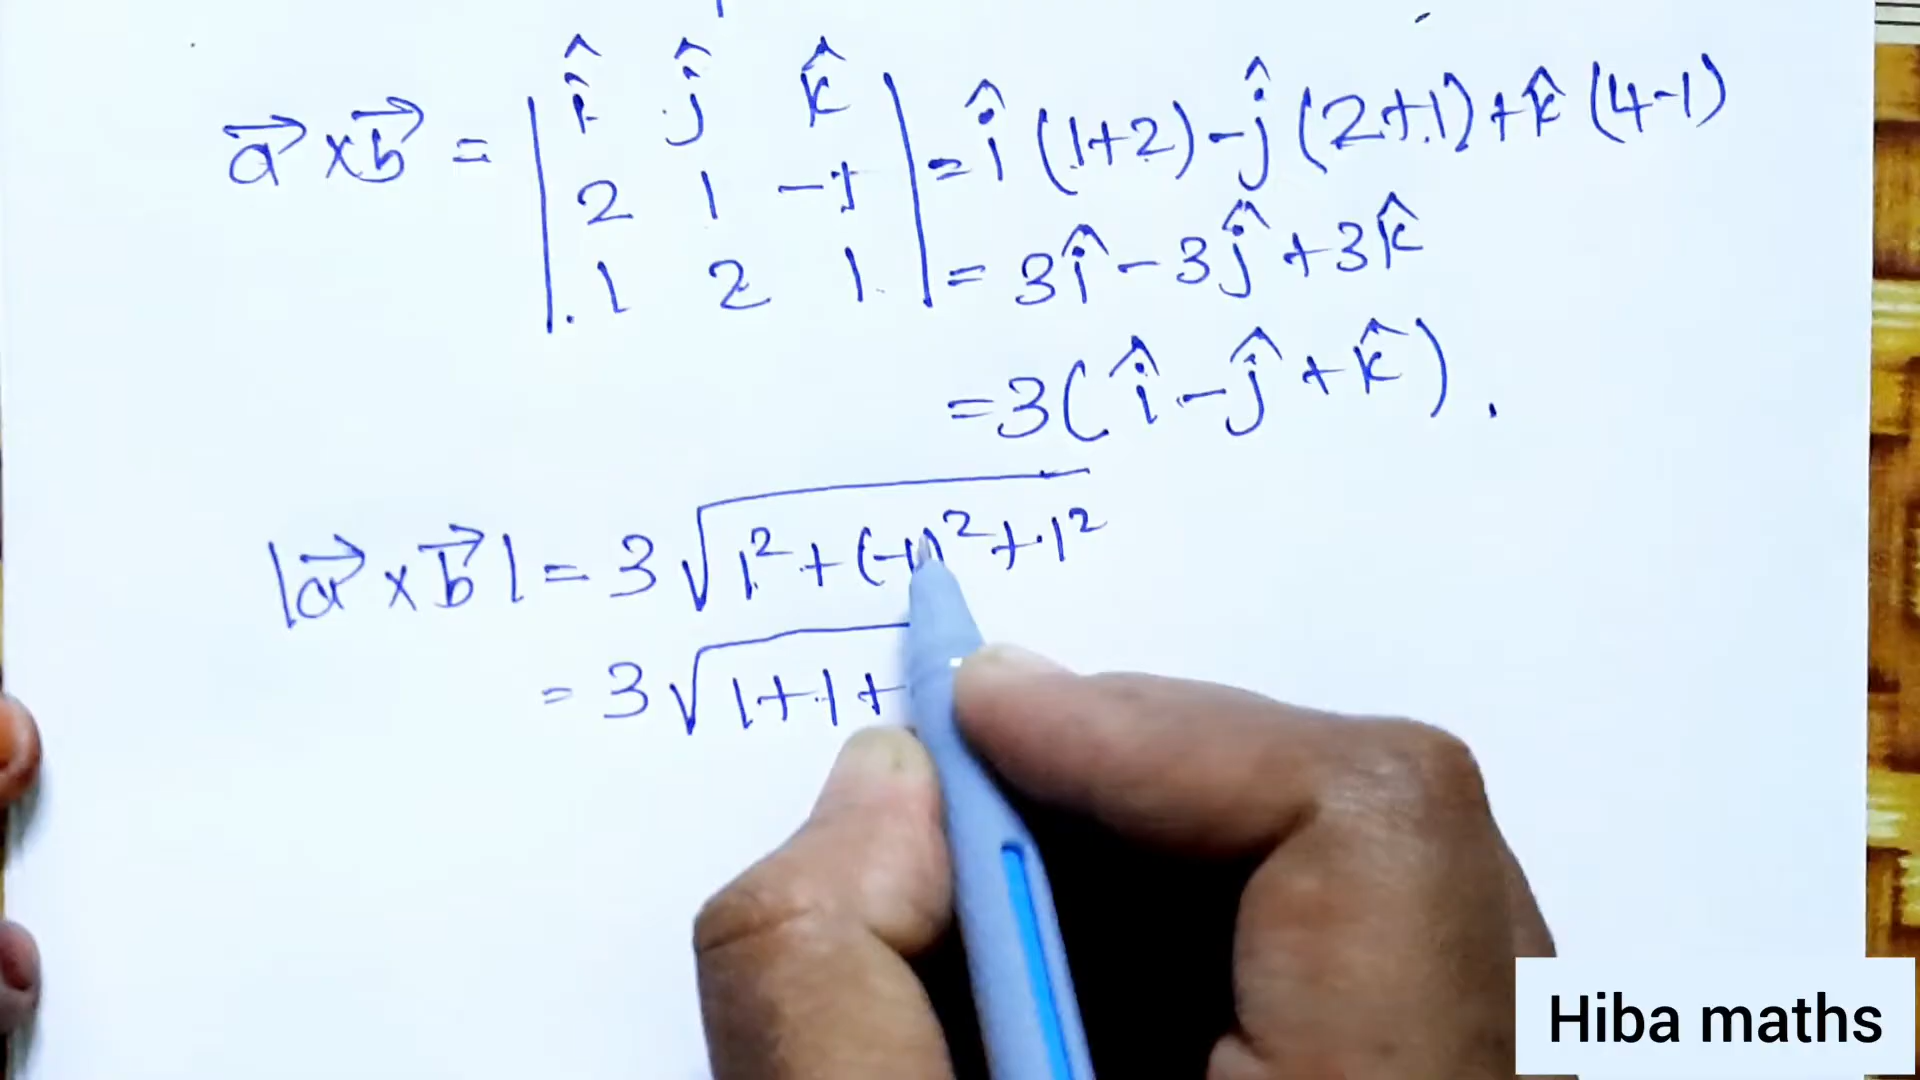 a⃗ × b⃗ = | î ĵ k̂ | = î (1+2) - ĵ (2+1) + k̂ (4-1)
2 1 -1
1 2 1 = 3î - 3ĵ + 3k̂
= 3(î - ĵ + k̂).
|a⃗ × b⃗| = 3√(1² + (-1)² + 1²)
= 3√1+1+
Hiba maths